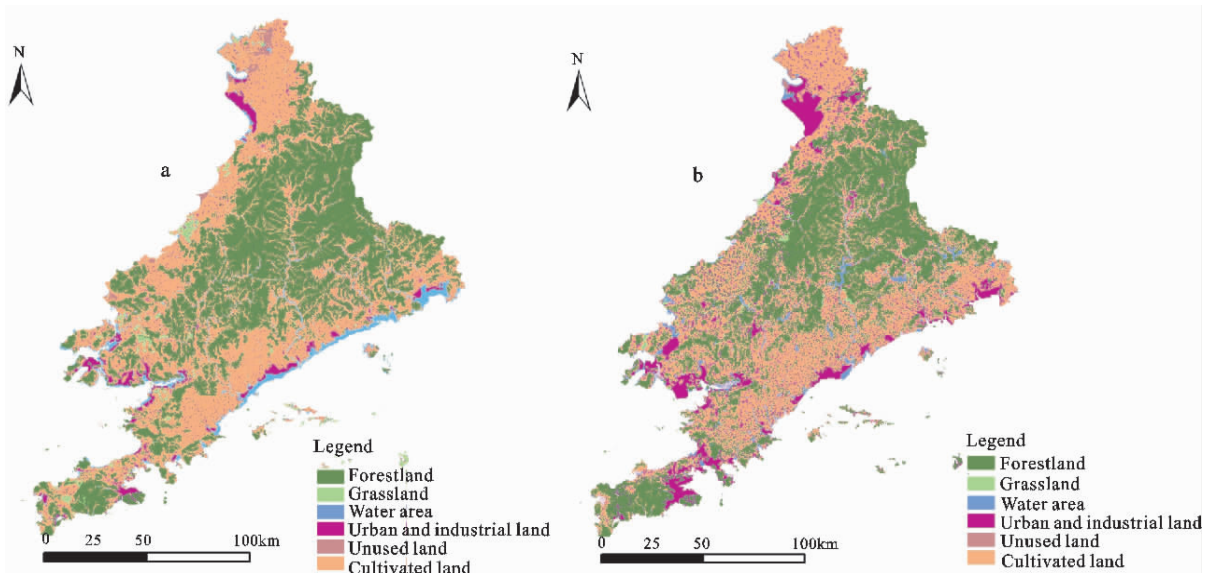 N
a
Legend
Forestland
Grassland
Water area
Urban and industrial land
Unused land
Cultivated land
0 25 50 100km
N
b
Legend
Forestland
Grassland
Water area
Urban and industrial land
Unused land
Cultivated land
0 25 50 100km